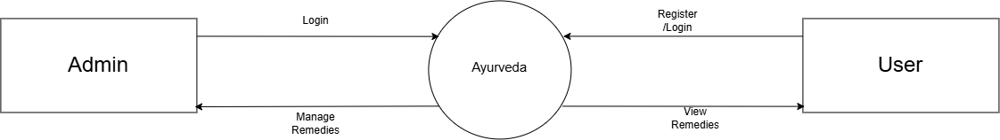 Login
Register
/Login
Admin
Ayurveda
User
Manage
Remedies
View
Remedies